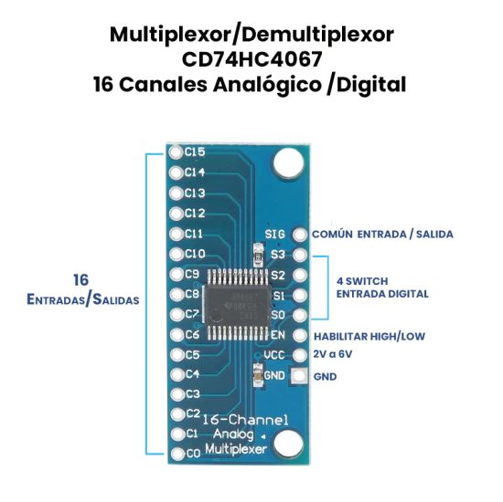 Multiplexor/Demultiplexor
CD74HC4067
16 Canales Analógico /Digital
C15
C14
C13
C12
C11
C10
C9
C8
C7
C6
C5
C4
C3
C2
C1
C0
16
Entradas/Salidas
SIG
S3
S2
S1
S0
EN
VCC
GND
COMÚN ENTRADA / SALIDA
4 SWITCH
ENTRADA DIGITAL
HABILITAR HIGH/LOW
2V a 6V
GND
16-Channel
Analog
Multiplexer